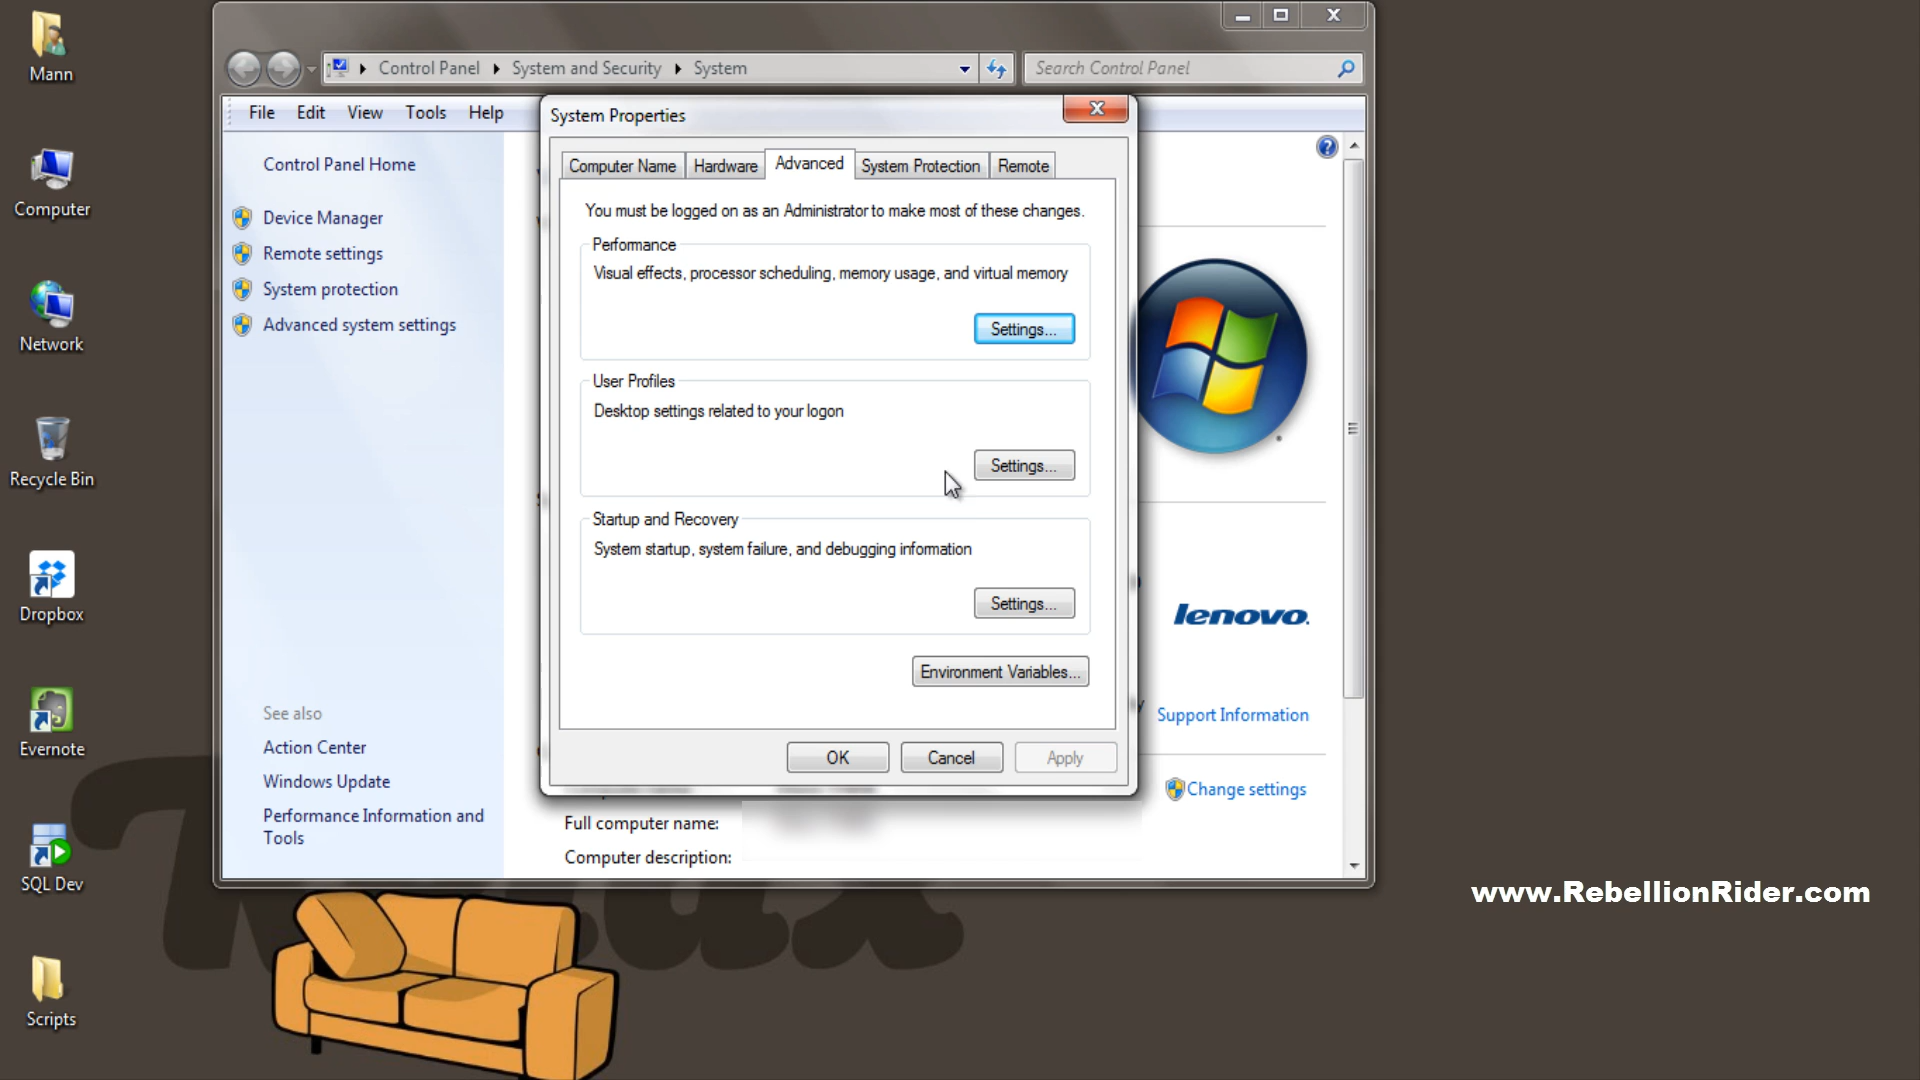 Mann
Computer
Network
Recycle Bin
Dropbox
Evernote
SQL Dev
Scripts
Control Panel
System and Security
System
Search Control Panel
File
Edit
View
Tools
Help
Control Panel Home
Device Manager
Remote settings
System protection
Advanced system settings
See also
Action Center
Windows Update
Performance Information and
Tools
System Properties
Computer Name
Hardware
Advanced
System Protection
Remote
You must be logged on as an Administrator to make most of these changes.
Performance
Visual effects, processor scheduling, memory usage, and virtual memory
Settings...
User Profiles
Desktop settings related to your logon
Settings...
Startup and Recovery
System startup, system failure, and debugging information
Settings...
Environment Variables...
OK
Cancel
Apply
lenovo.
Support Information
Change settings
Full computer name:
Computer description:
www.RebellionRider.com